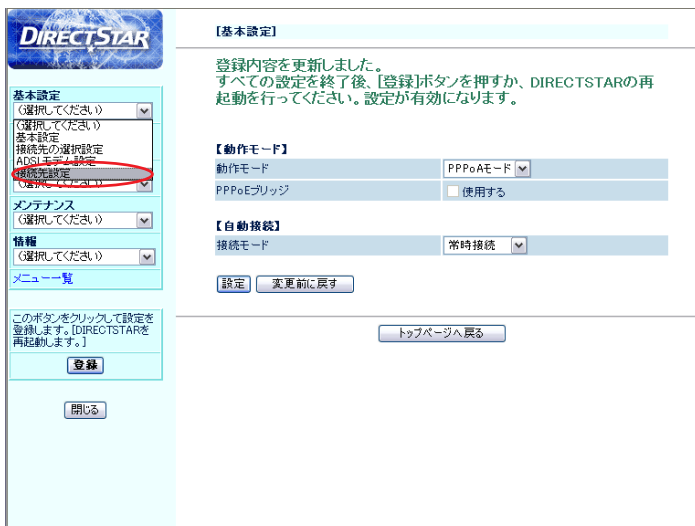 DIRECTSTAR
基本設定
(選択してください)
(選択してください)
基本設定
接続先の選択設定
ADSLモデム設定
接続先設定
(選択してください)
メンテナンス
(選択してください)
情報
(選択してください)
メニュー一覧
このボタンをクリックして設定を
登録します。[DIRECTSTARを
再起動します。]
登録
閉じる
[基本設定]
登録内容を更新しました。
すべての設定を終了後、[登録]ボタンを押すか、DIRECTSTARの再
起動を行ってください。設定が有効になります。
【動作モード】
動作モード PPPoAモード
PPPoEブリッジ 使用する
【自動接続】
接続モード 常時接続
設定 変更前に戻す
トップページへ戻る